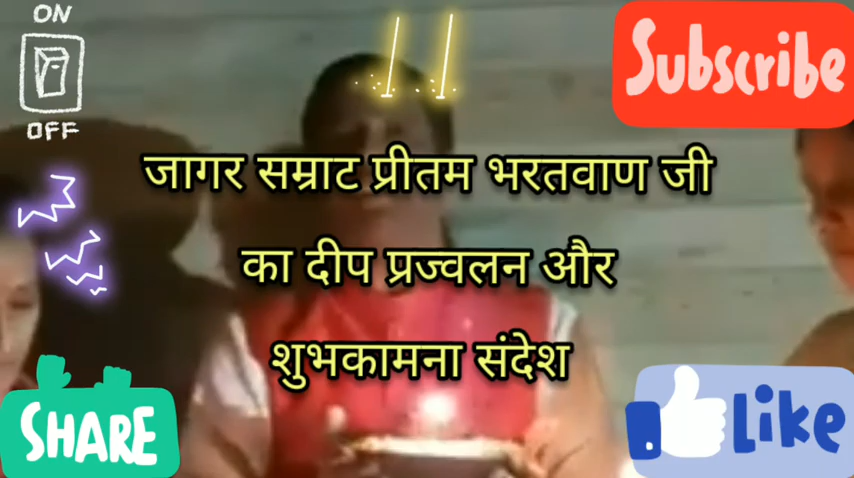 ON
OFF
Subscribe
जागर सम्राट प्रीतम भरतवाण जी
का दीप प्रज्वलन और
शुभकामना संदेश
SHARE
Like